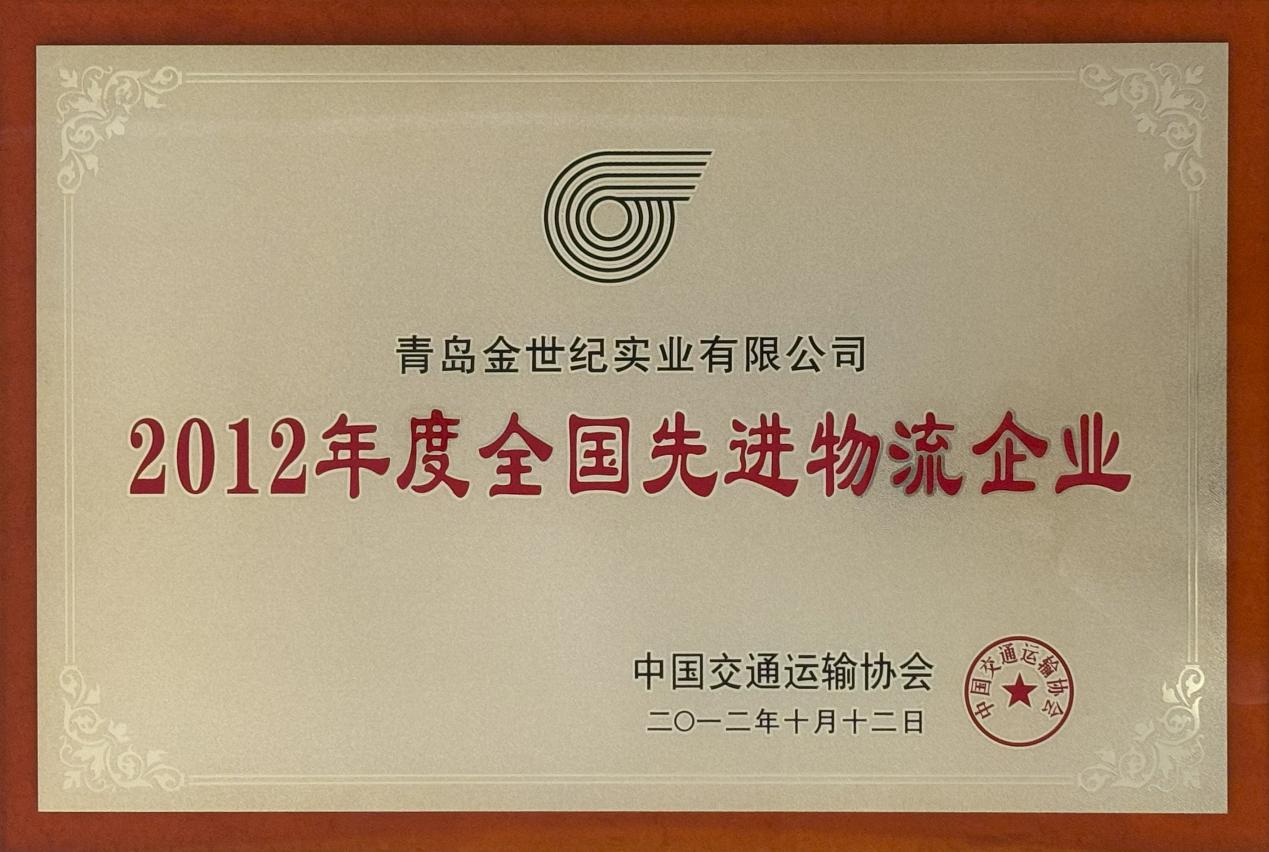 青岛金世纪实业有限公司
2012年度全国先进物流企业
中国交通运输协会
二〇一二年十月十二日
中国交通运输协会